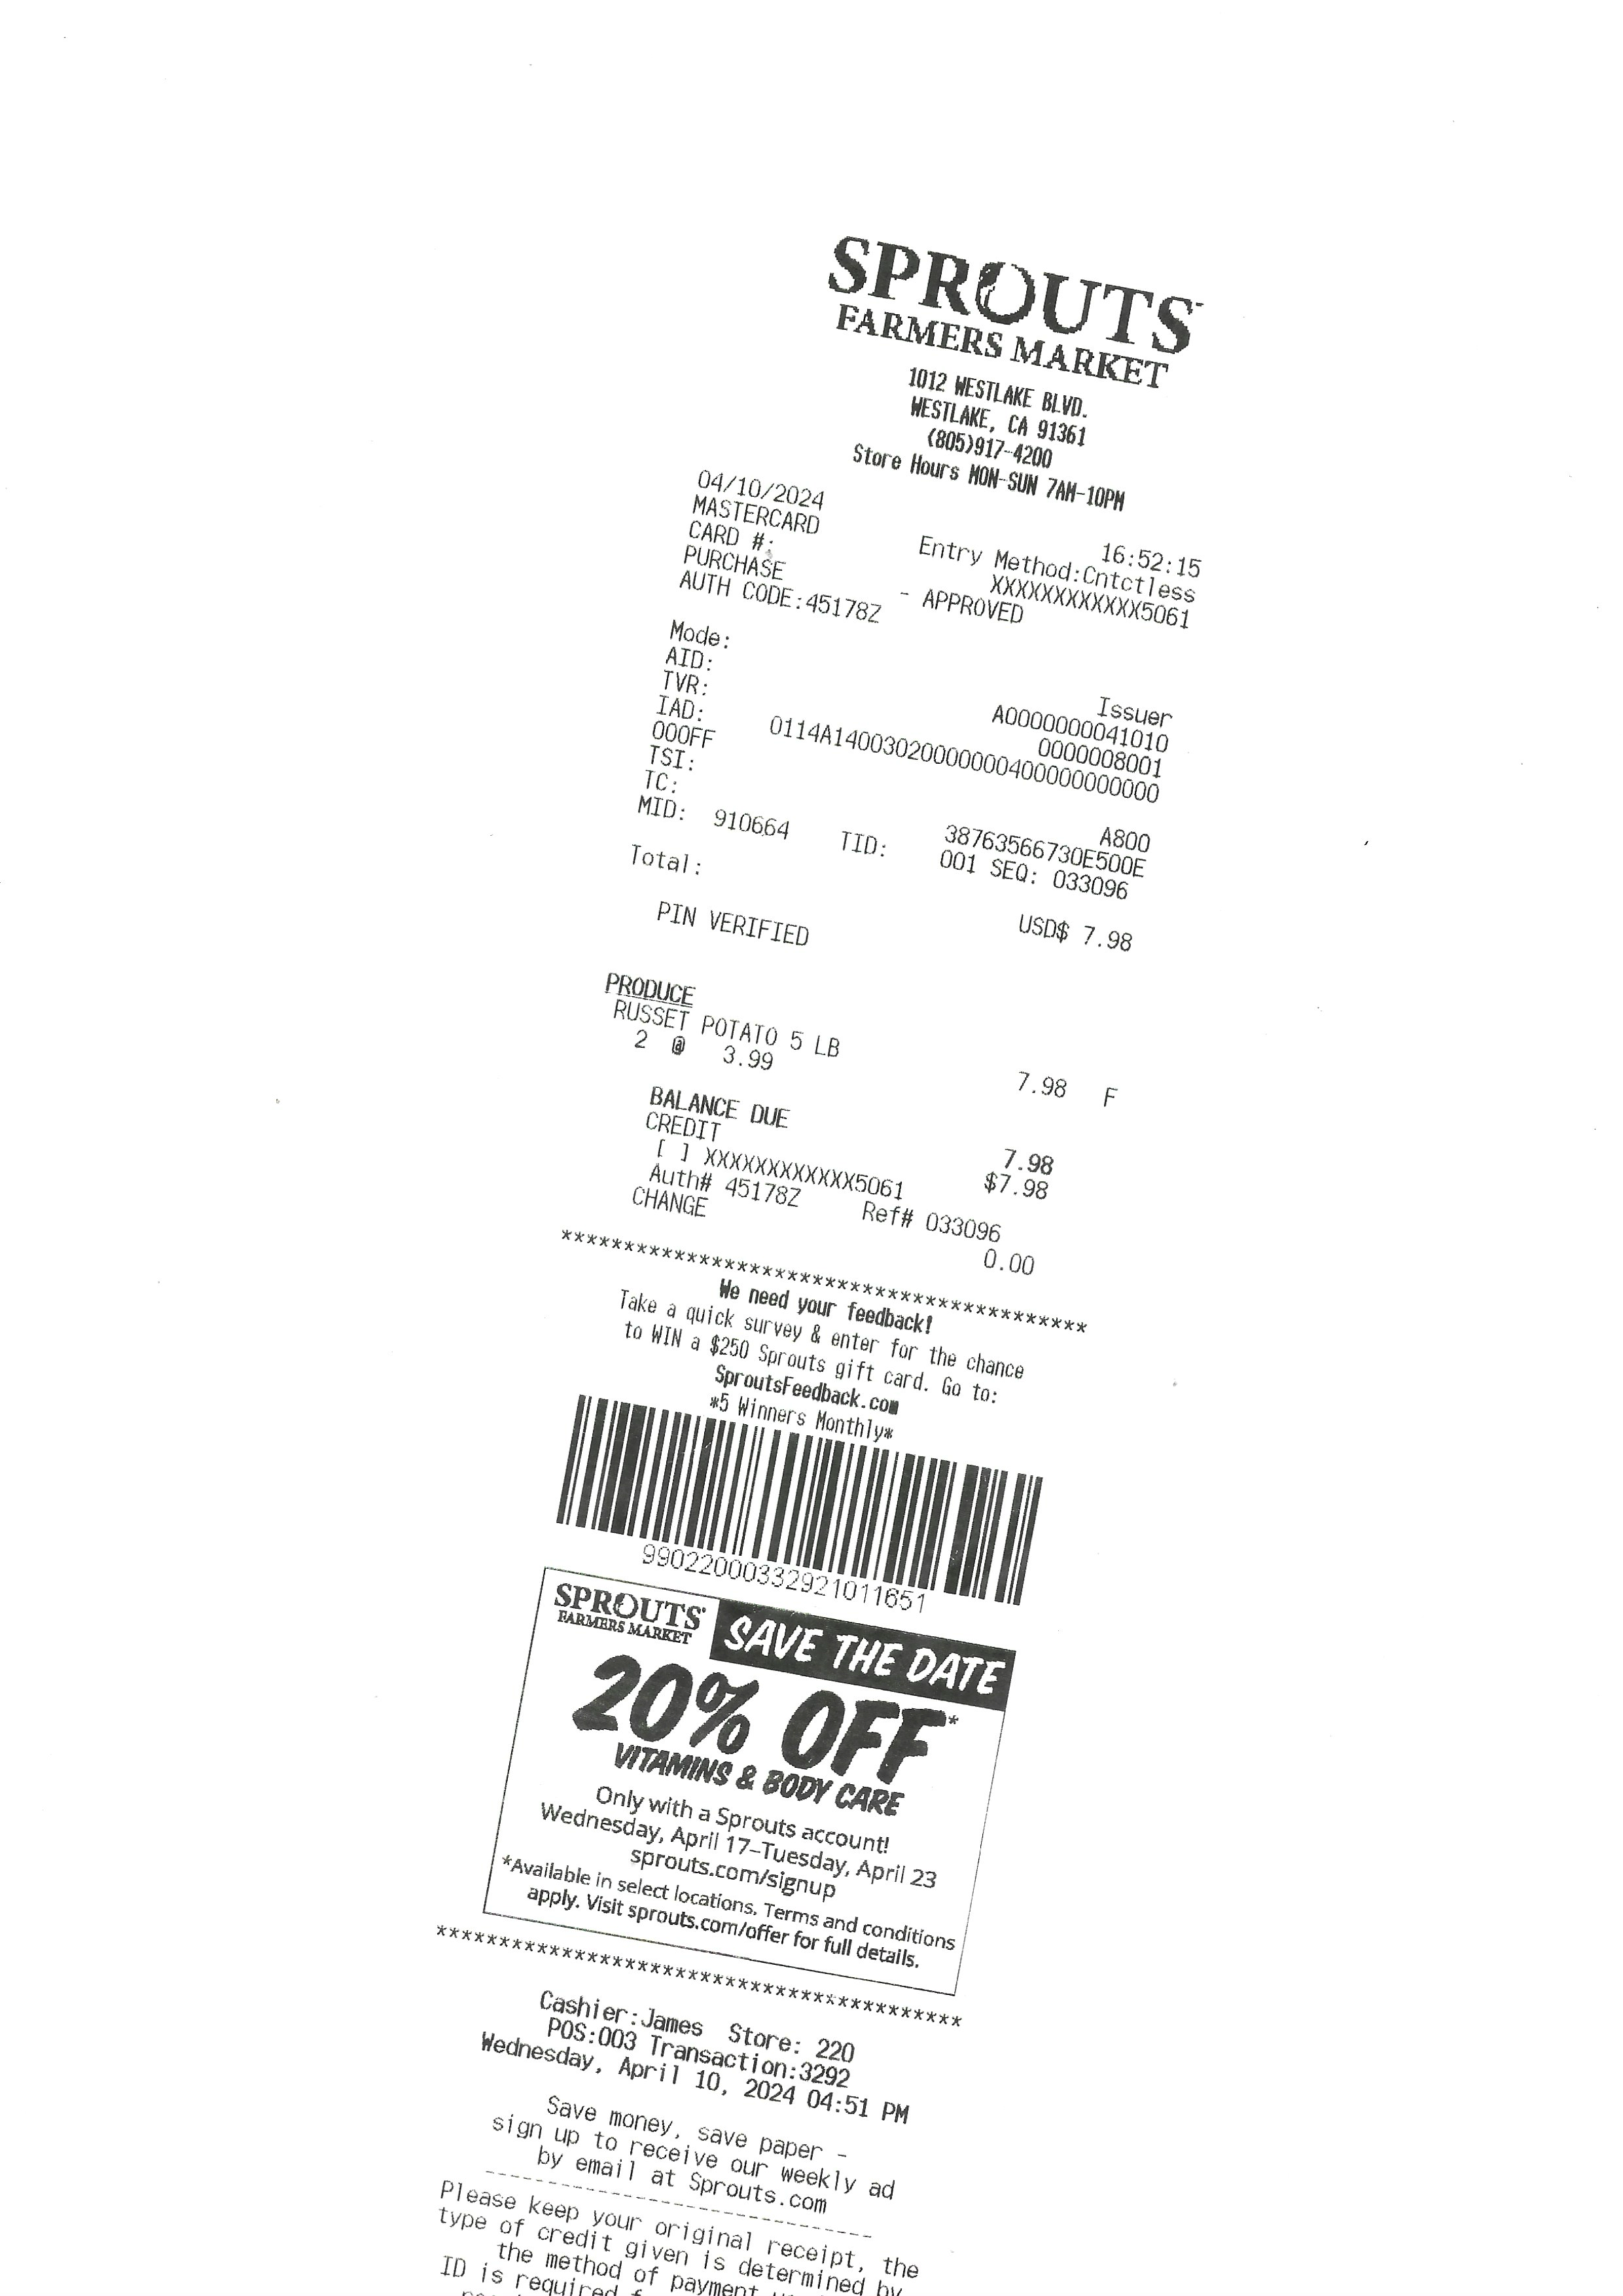 SPROUTS
FARMERS MARKET
1012 WESTLAKE BLVD.
WESTLAKE, CA 91361
(805)917-4200
Store Hours MON-SUN 7AM-10PM
04/10/2024 16:52:15
MASTERCARD Entry Method:Cntctless
CARD #: XXXXXXXXXXXX5061
PURCHASE - APPROVED
AUTH CODE:45178Z
Mode: Issuer
AID: A0000000041010
TVR: 0000008001
IAD: 0114A1400302000000040000000000
000FF
TSI: A800
TC: 38763566730E500E
MID: 910664 TID: 001 SEQ: 033096
Total: USD$ 7.98
PIN VERIFIED
PRODUCE
RUSSET POTATO 5 LB
2 @ 3.99 7.98 F
BALANCE DUE 7.98
CREDIT $7.98
[ ] XXXXXXXXXXXX5061
Auth# 45178Z Ref# 033096
CHANGE 0.00
******************************************
We need your feedback!
Take a quick survey & enter for the chance
to WIN a $250 Sprouts gift card. Go to:
SproutsFeedback.com
*5 Winners Monthly*
99022000332921011651
SPROUTS
FARMERS MARKET
SAVE THE DATE
20% OFF*
VITAMINS & BODY CARE
Only with a Sprouts account!
Wednesday, April 17–Tuesday, April 23
sprouts.com/signup
*Available in select locations. Terms and conditions
apply. Visit sprouts.com/offer for full details.
******************************************
Cashier:James Store: 220
POS:003 Transaction:3292
Wednesday, April 10, 2024 04:51 PM
Save money, save paper -
sign up to receive our weekly ad
by email at Sprouts.com
-------------------------------
Please keep your original receipt, the
type of credit given is determined by
the method of payment
ID is required